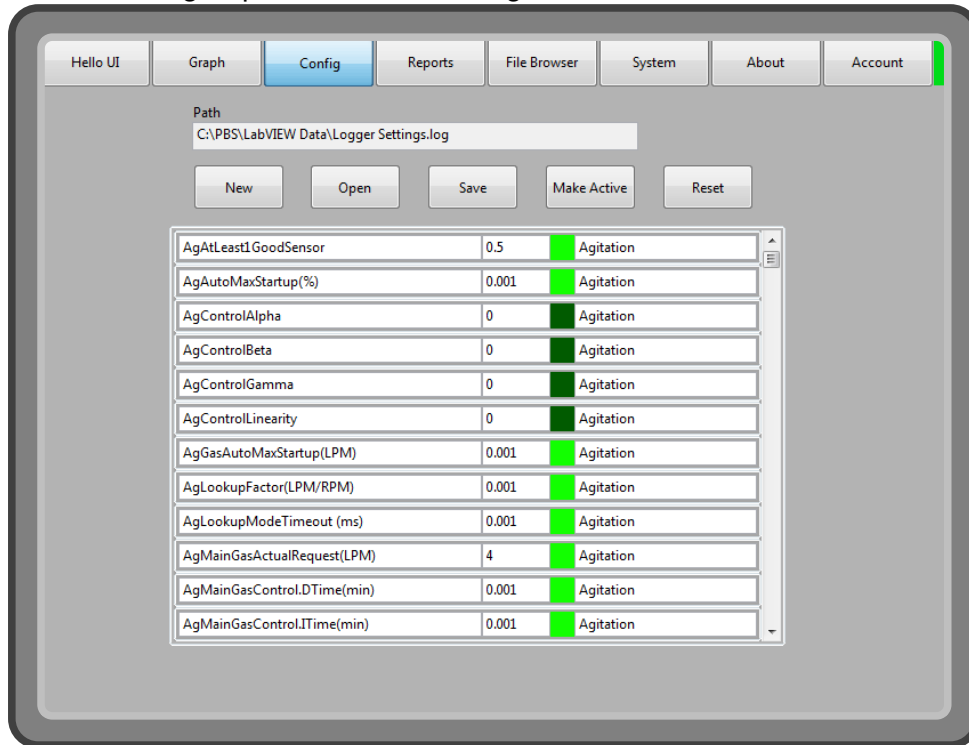 Hello UI Graph Config Reports File Browser System About Account
Path
C:\PBS\LabVIEW Data\Logger Settings.log
New Open Save Make Active Reset
AgAtLeast1GoodSensor 0.5 Agitation
AgAutoMaxStartup(%) 0.001 Agitation
AgControlAlpha 0 Agitation
AgControlBeta 0 Agitation
AgControlGamma 0 Agitation
AgControlLinearity 0 Agitation
AgGasAutoMaxStartup(LPM) 0.001 Agitation
AgLookupFactor(LPM/RPM) 0.001 Agitation
AgLookupModeTimeout (ms) 0.001 Agitation
AgMainGasActualRequest(LPM) 4 Agitation
AgMainGasControl.DTime(min) 0.001 Agitation
AgMainGasControl.ITime(min) 0.001 Agitation